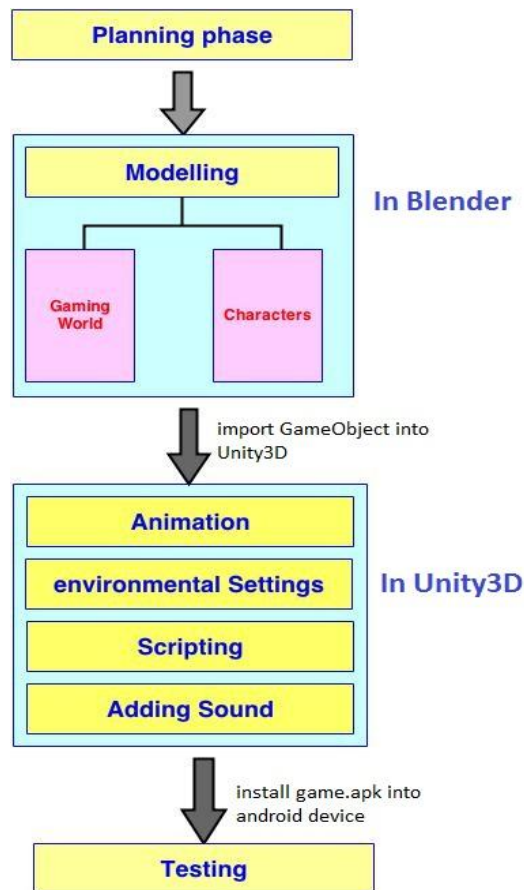 Planning phase
Modelling
In Blender
Gaming
World
Characters
import GameObject into
Unity3D
Animation
environmental Settings
In Unity3D
Scripting
Adding Sound
install game.apk into
android device
Testing